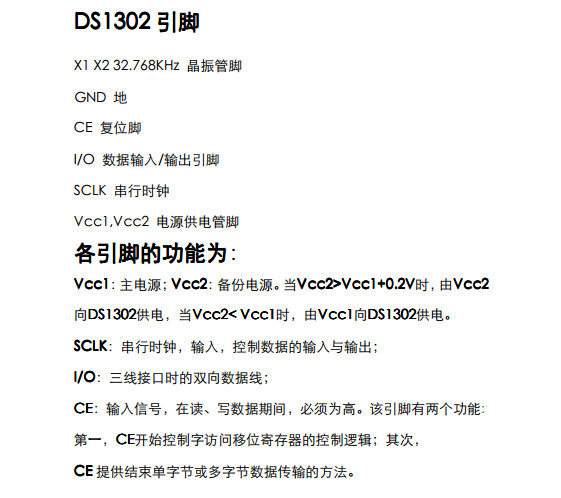 DS1302 引脚
X1 X2 32.768KHz 晶振管脚
GND 地
CE 复位脚
I/O 数据输入/输出引脚
SCLK 串行时钟
Vcc1,Vcc2 电源供电管脚
各引脚的功能为:
Vcc1:主电源;Vcc2:备份电源。当Vcc2>Vcc1+0.2V时,由Vcc2
向DS1302供电,当Vcc2< Vcc1时,由Vcc1向DS1302供电。
SCLK:串行时钟,输入,控制数据的输入与输出;
I/O:三线接口时的双向数据线;
CE:输入信号,在读、写数据期间,必须为高。该引脚有两个功能:
第一,CE开始控制字访问移位寄存器的控制逻辑;其次,
CE 提供结束单字节或多字节数据传输的方法。